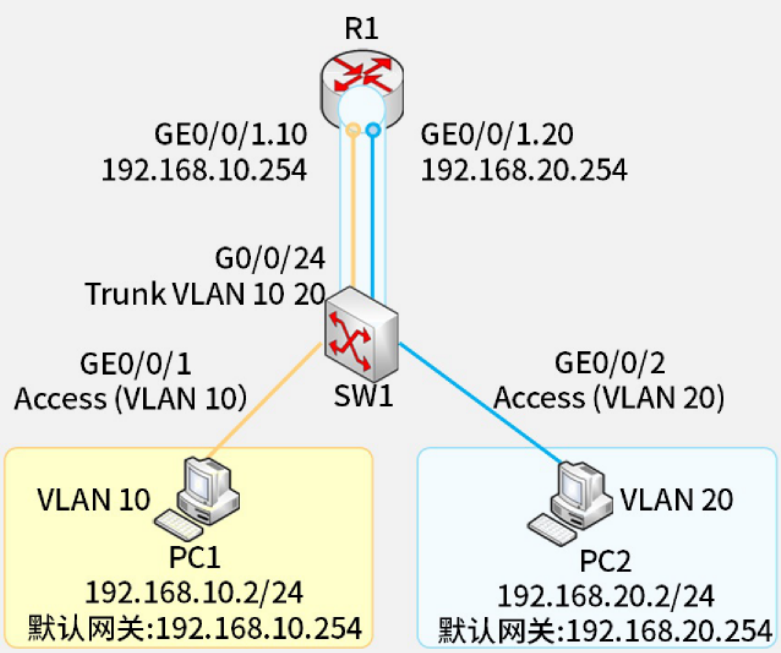 R1
GE0/0/1.10
192.168.10.254
GE0/0/1.20
192.168.20.254
G0/0/24
Trunk VLAN 10 20
GE0/0/1
Access (VLAN 10）
SW1
GE0/0/2
Access (VLAN 20)
VLAN 10
PC1
192.168.10.2/24
默认网关:192.168.10.254
VLAN 20
PC2
192.168.20.2/24
默认网关:192.168.20.254